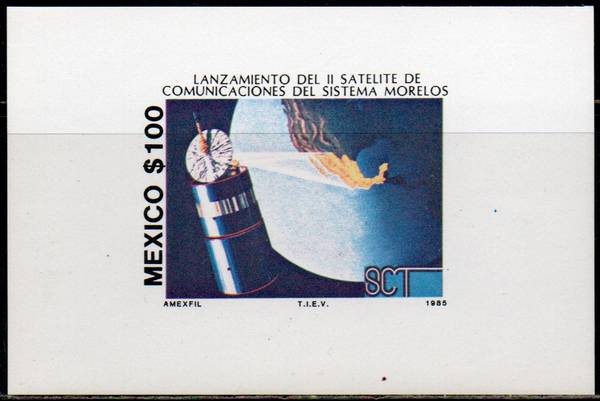 LANZAMIENTO DEL II SATELITE DE
COMUNICACIONES DEL SISTEMA MORELOS
MEXICO $100
SCT
AMEXFIL T.I.E.V. 1985